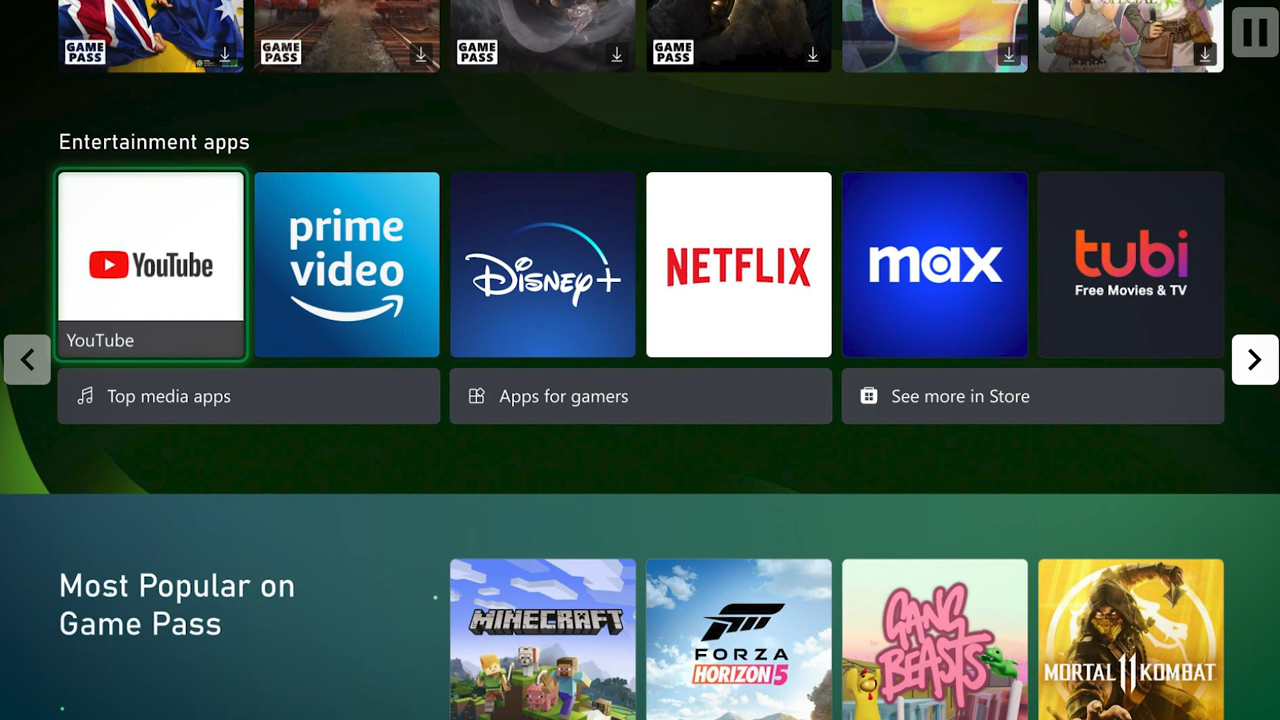 GAME PASS
GAME PASS
GAME PASS
GAME PASS
Entertainment apps
YouTube
prime video
Disney+
NETFLIX
max
tubi
Free Movies & TV
YouTube
Top media apps
Apps for gamers
See more in Store
Most Popular on
Game Pass
MINECRAFT
FORZA
HORIZON 5
GANG
BEASTS
MORTAL KOMBAT 11